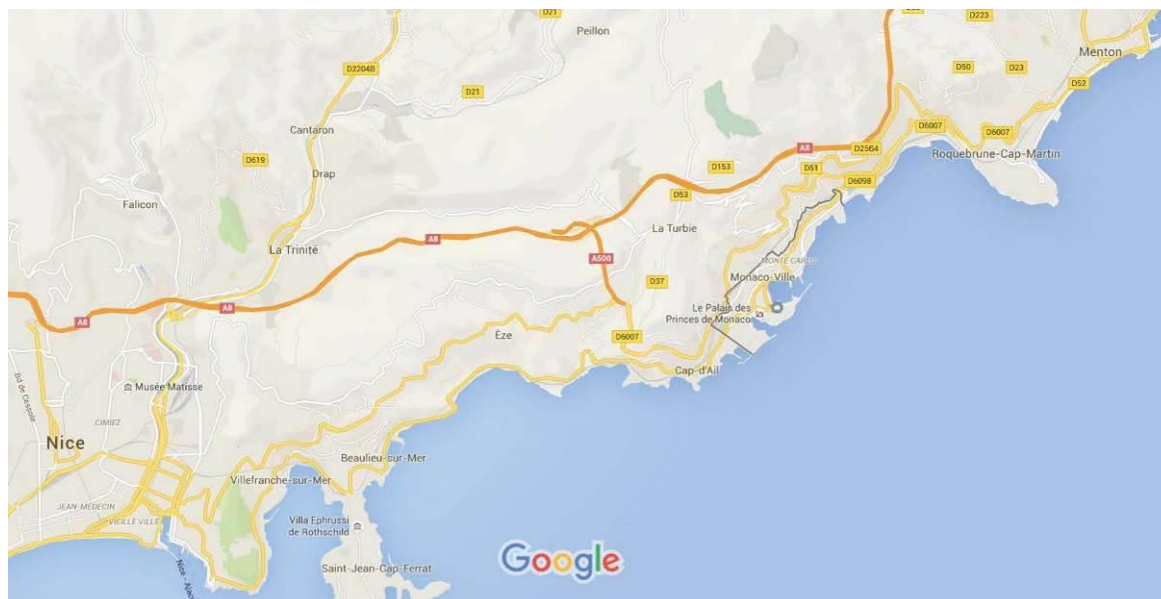 D21
D223
Peillon
Menton
D2204B
D50
D23
D52
D21
Cantaron
D6007
D6007
D2564
A8
Roquebrune-Cap-Martin
D619
D153
D51
Drap
D6098
D53
Falicon
La Turbie
La Trinité
A8
A500
MONTE CARLO
D37
Monaco-Ville
A8
A8
Le Palais des
Princes de Monaco
Èze
D6007
Cap-d'Ail
Bd de Cessole
Musée Matisse
CIMIEZ
Nice
Beaulieu-sur-Mer
Villefranche-sur-Mer
JEAN-MEDECIN
VIEILLE VILLE
Villa Ephrussi
de Rothschild
Google
Saint-Jean-Cap-Ferrat